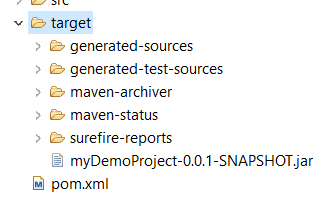 src
target
generated-sources
generated-test-sources
maven-archiver
maven-status
surefire-reports
myDemoProject-0.0.1-SNAPSHOT.jar
pom.xml